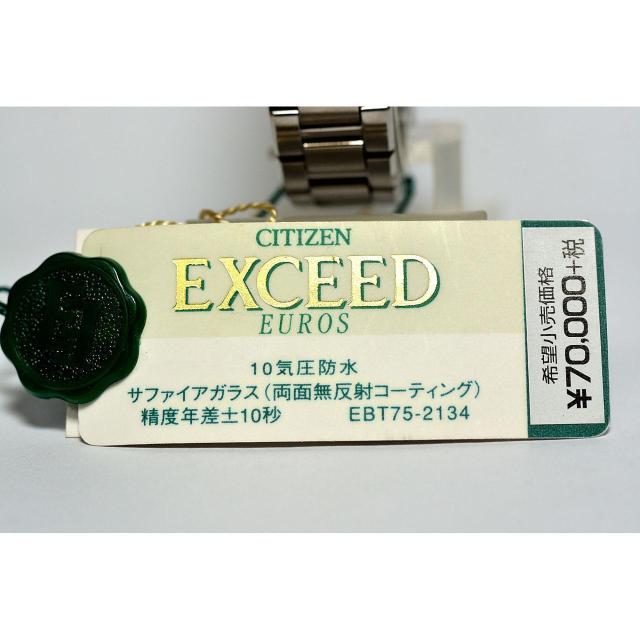 CITIZEN
EXCEED
EUROS
10気圧防水
サファイアガラス(両面無反射コーティング)
精度年差±10秒 EBT75-2134
希望小売価格
¥70,000+税